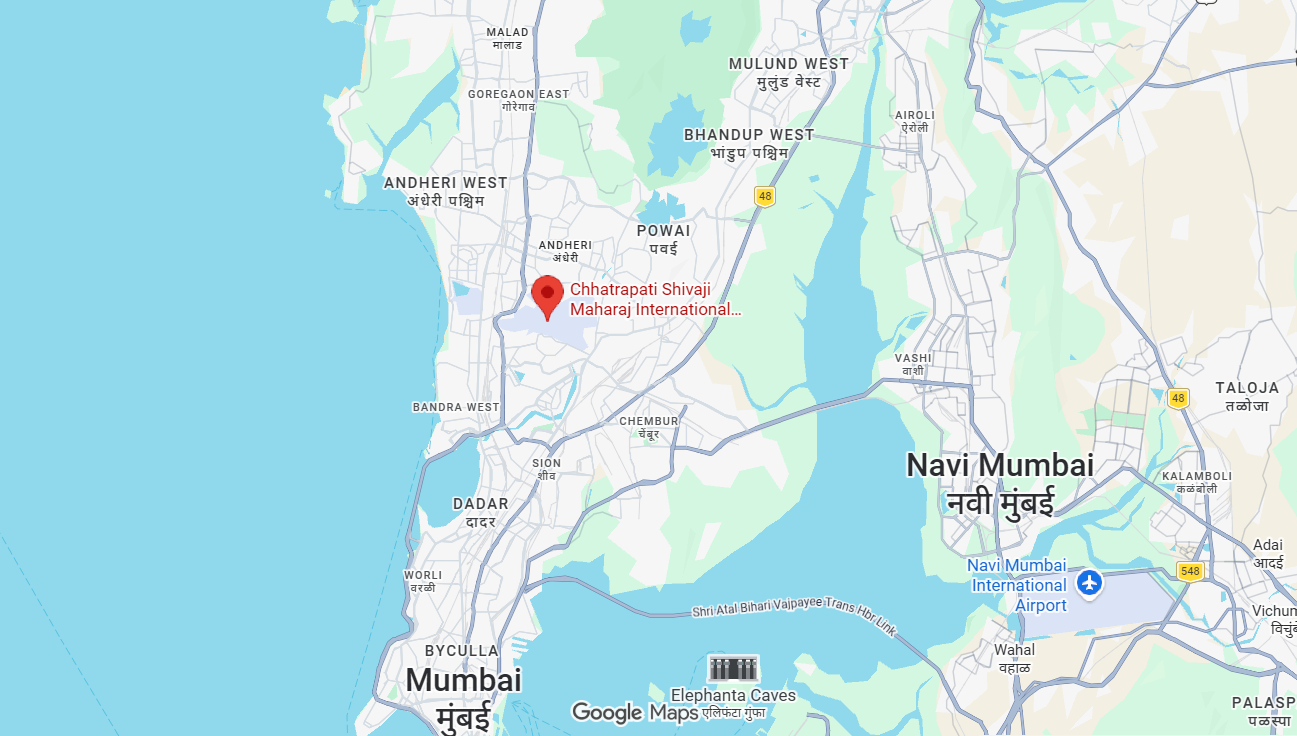 MALAD
मालाड
MULUND WEST
मुलुंड वेस्ट
GOREGAON EAST
गोरेगाव
AIROLI
ऐरोली
BHANDUP WEST
भांडुप पश्चिम
ANDHERI WEST
अंधेरी पश्चिम
48
POWAI
पवई
ANDHERI
अंधेरी
Chhatrapati Shivaji
Maharaj International...
VASHI
वाशी
TALOJA
तळोजा
48
BANDRA WEST
CHEMBUR
चेंबूर
Navi Mumbai
नवी मुंबई
SION
शीव
KALAMBOLI
कळंबोली
DADAR
दादर
Adai
आदई
Navi Mumbai
International
Airport
548
WORLI
वरळी
Shri Atal Bihari Vajpayee Trans Hbr Link
Vichum
विचुंबे
BYCULLA
Wahal
वहाळ
Mumbai
मुंबई
Elephanta Caves
एलिफंटा गुंफा
Google Maps
PALASP
पळस्पा